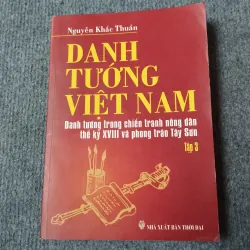 Nguyễn Khắc Thuần
DANH
TƯỚNG
VIỆT NAM
Danh tướng trong chiến tranh nông dân
thế kỷ XVIII và phong trào Tây Sơn
Tập 3
NHÀ XUẤT BẢN THỜI ĐẠI